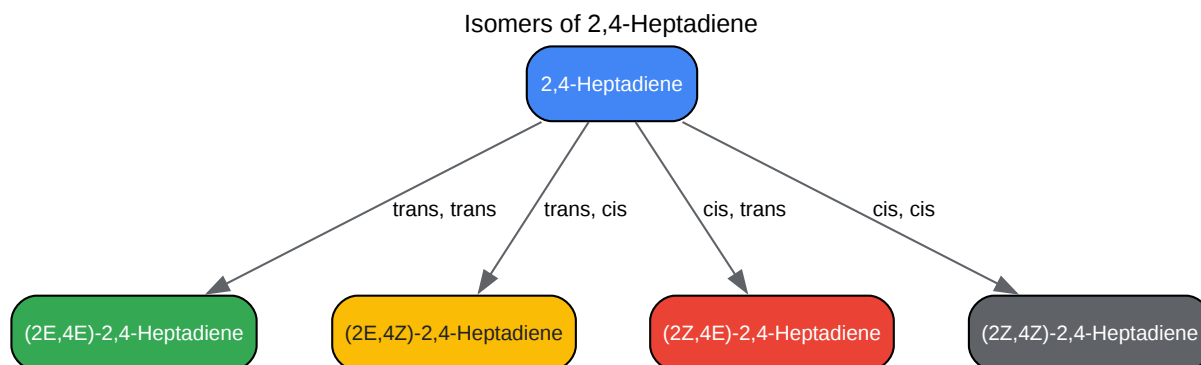 Isomers of 2,4-Heptadiene
2,4-Heptadiene
trans, trans
trans, cis
cis, trans
cis, cis
(2E,4E)-2,4-Heptadiene
(2E,4Z)-2,4-Heptadiene
(2Z,4E)-2,4-Heptadiene
(2Z,4Z)-2,4-Heptadiene